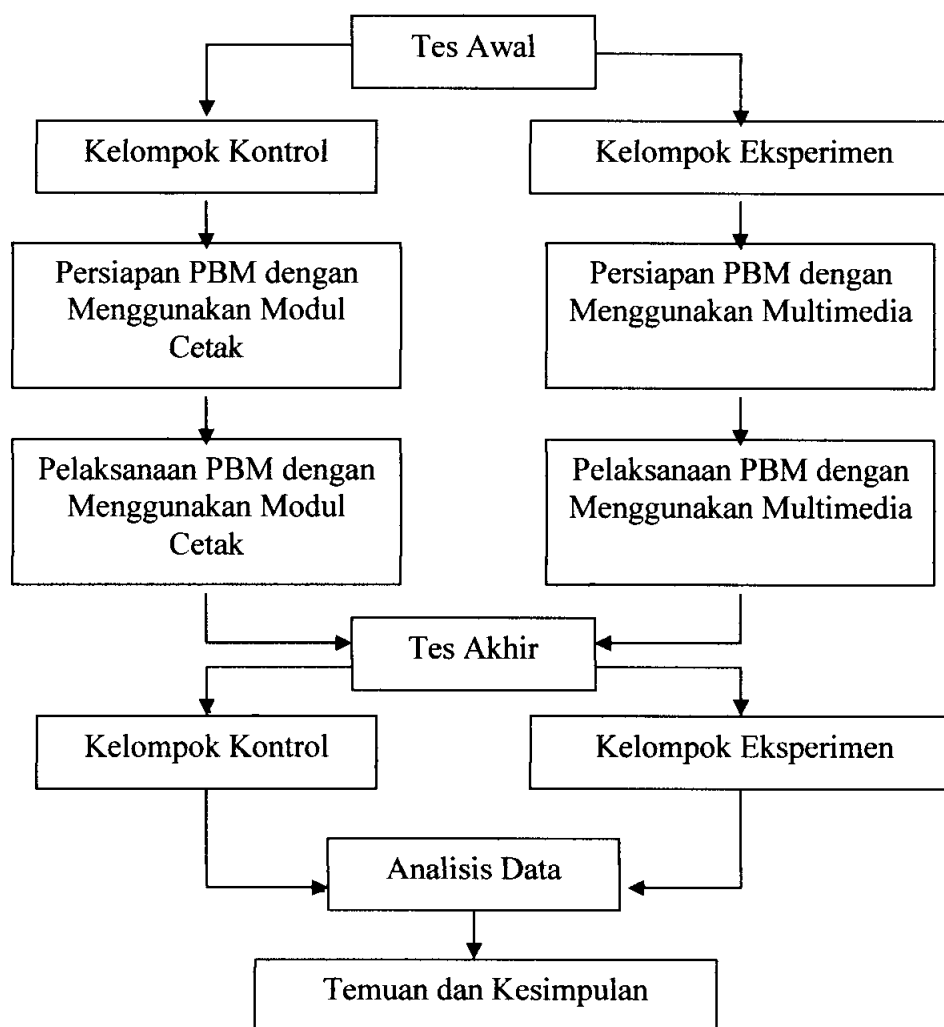 Tes Awal
Kelompok Kontrol
Kelompok Eksperimen
Persiapan PBM dengan
Menggunakan Modul
Cetak
Persiapan PBM dengan
Menggunakan Multimedia
Pelaksanaan PBM dengan
Menggunakan Modul
Cetak
Pelaksanaan PBM dengan
Menggunakan Multimedia
Tes Akhir
Kelompok Kontrol
Kelompok Eksperimen
Analisis Data
Temuan dan Kesimpulan